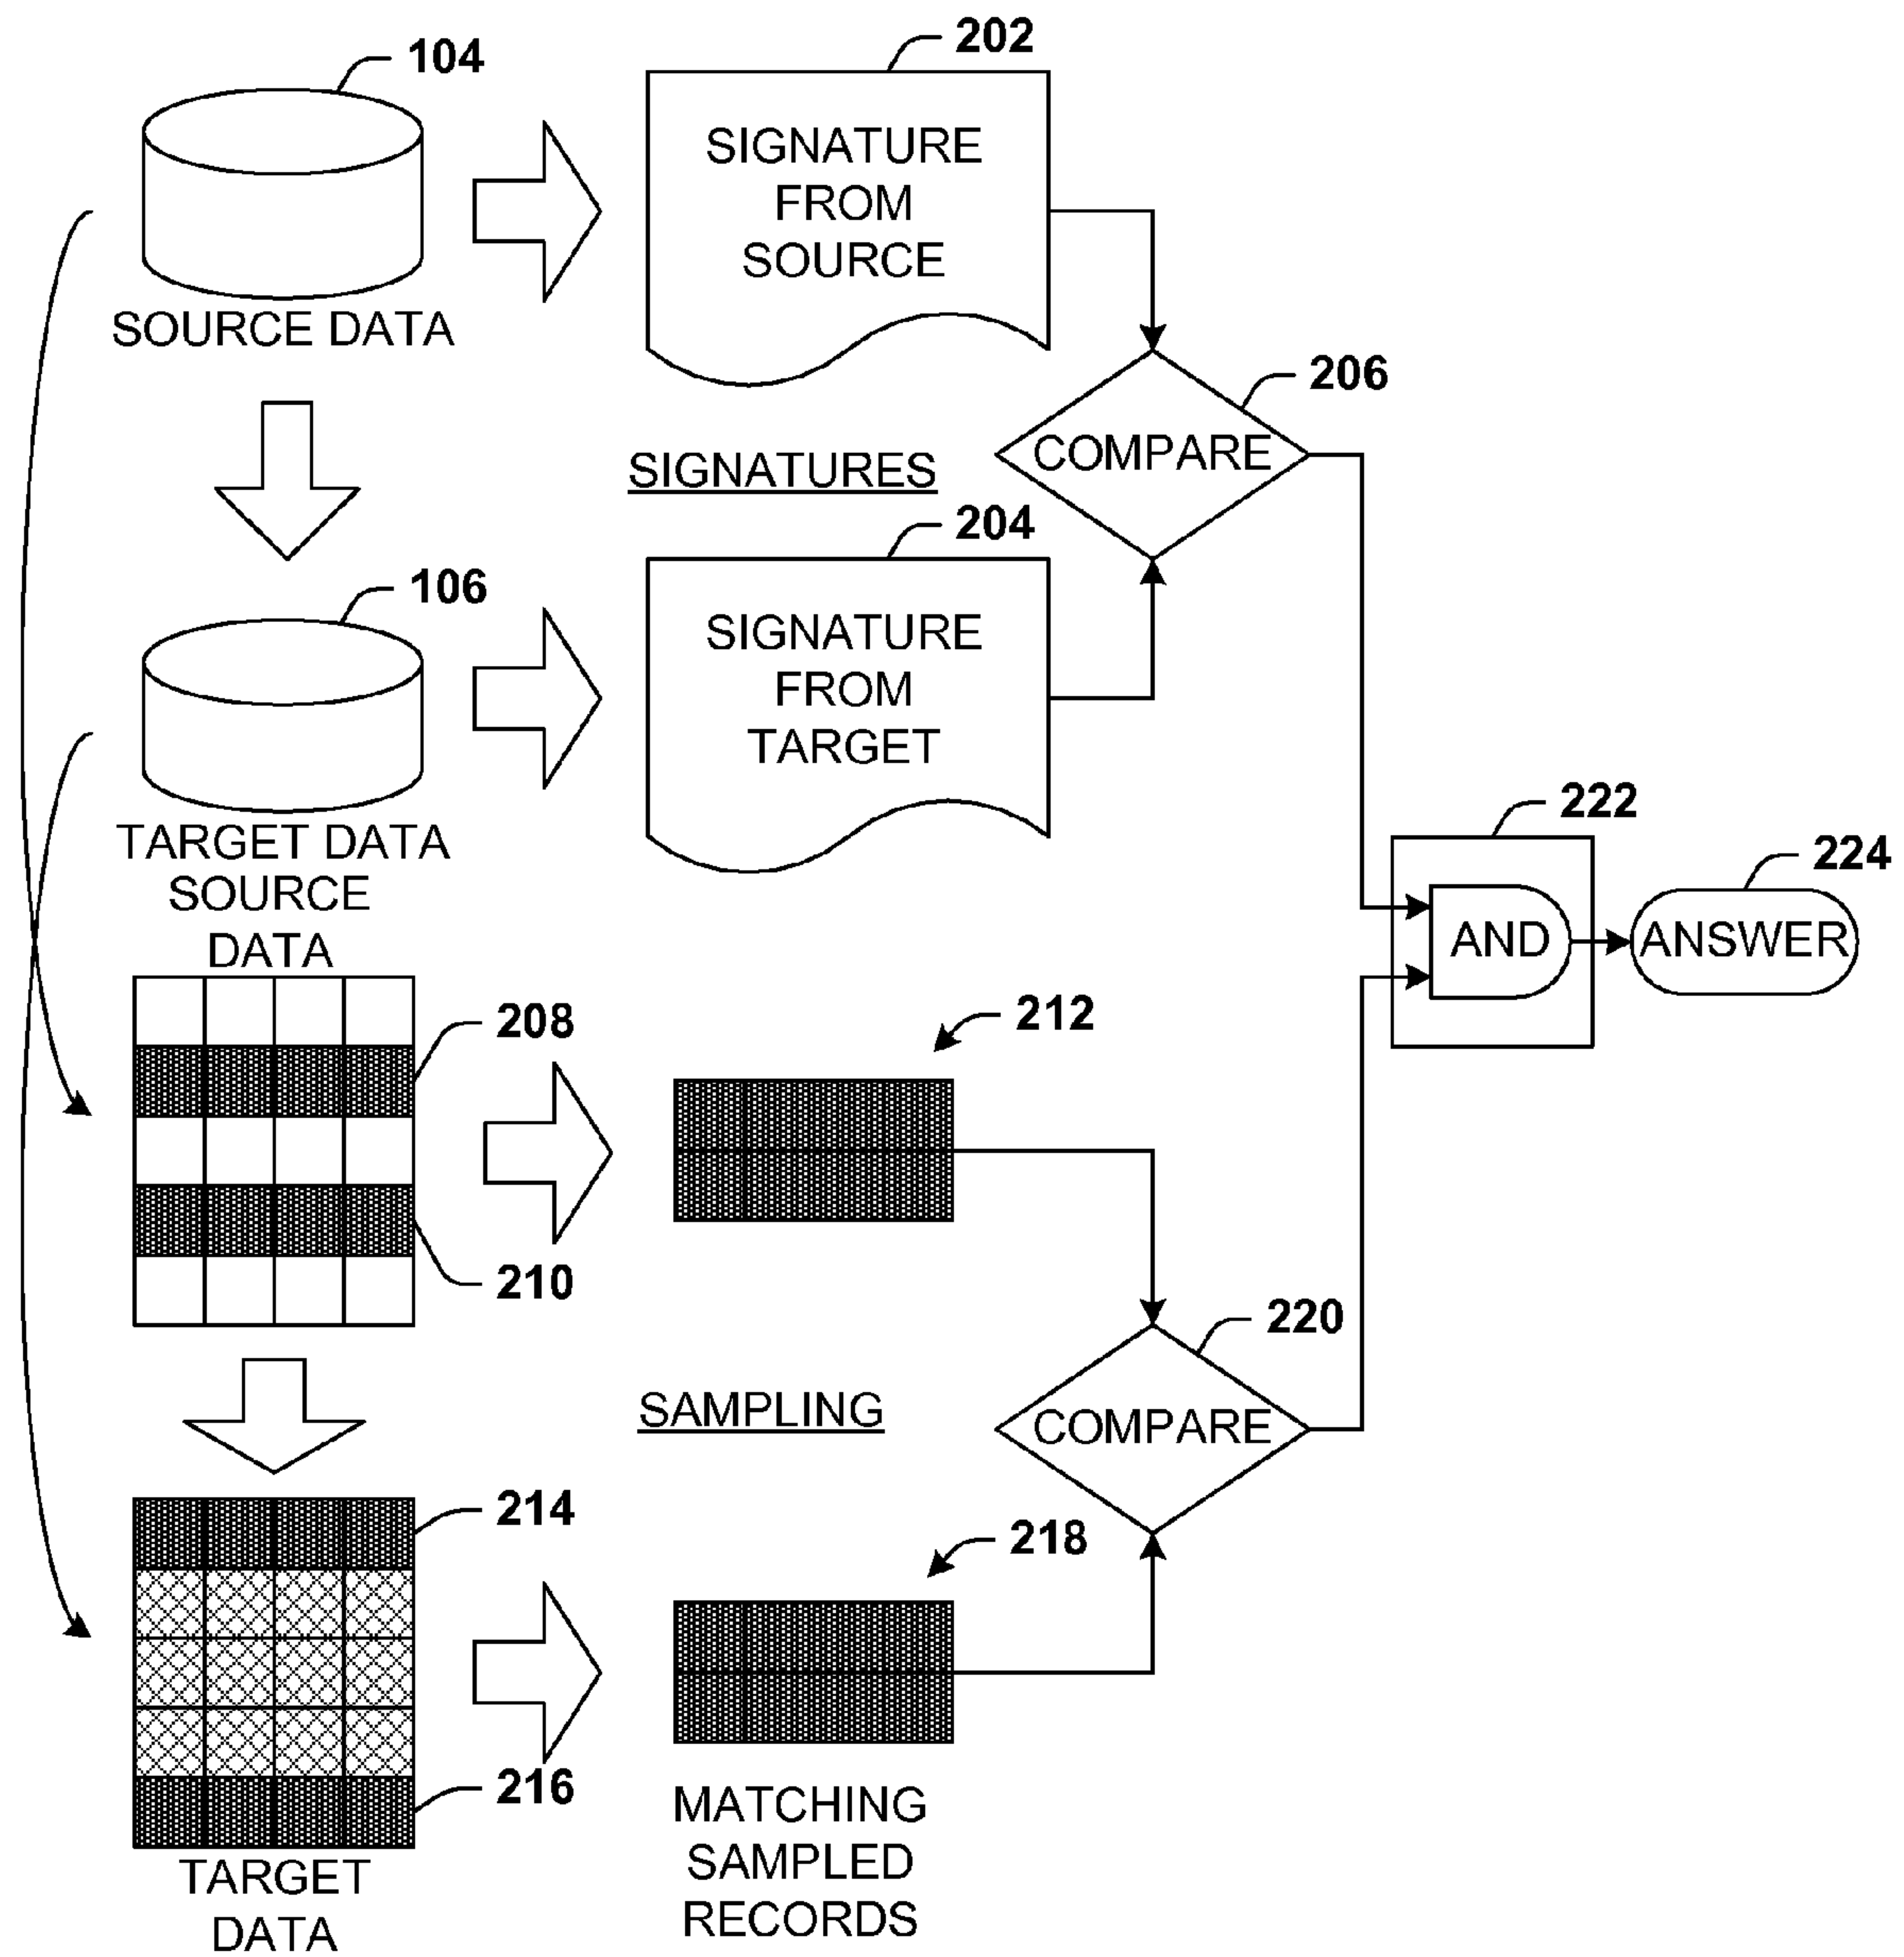 202
104
SIGNATURE
FROM
SOURCE
SOURCE DATA
206
COMPARE
SIGNATURES
204
106
SIGNATURE
FROM
TARGET
TARGET DATA
222
224
SOURCE
DATA
AND
ANSWER
208
212
210
220
SAMPLING
COMPARE
214
218
216
MATCHING
SAMPLED
RECORDS
TARGET
DATA